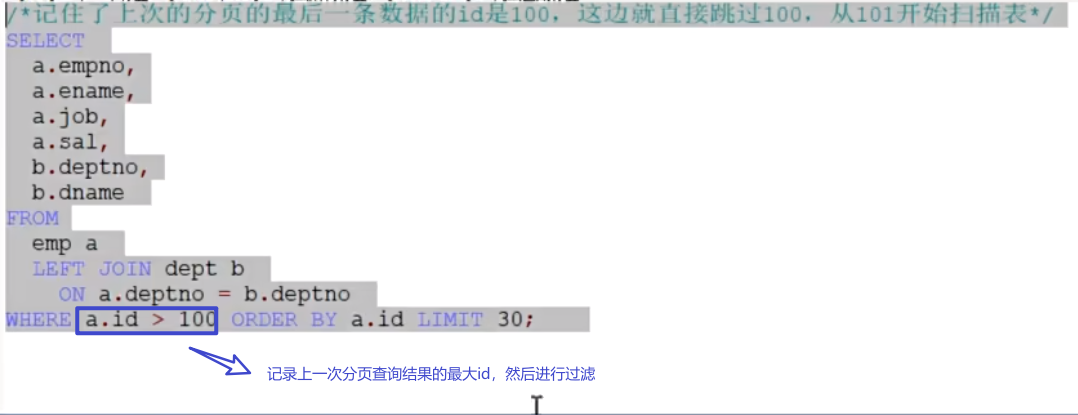 /*记住了上次的分页的最后一条数据的id是100，这边就直接跳过100，从101开始扫描表*/
SELECT
a.empno,
a.ename,
a.job,
a.sal,
b.deptno,
b.dname
FROM
emp a
LEFT JOIN dept b
ON a.deptno = b.deptno
WHERE a.id > 100 ORDER BY a.id LIMIT 30;
记录上一次分页查询结果的最大id，然后进行过滤